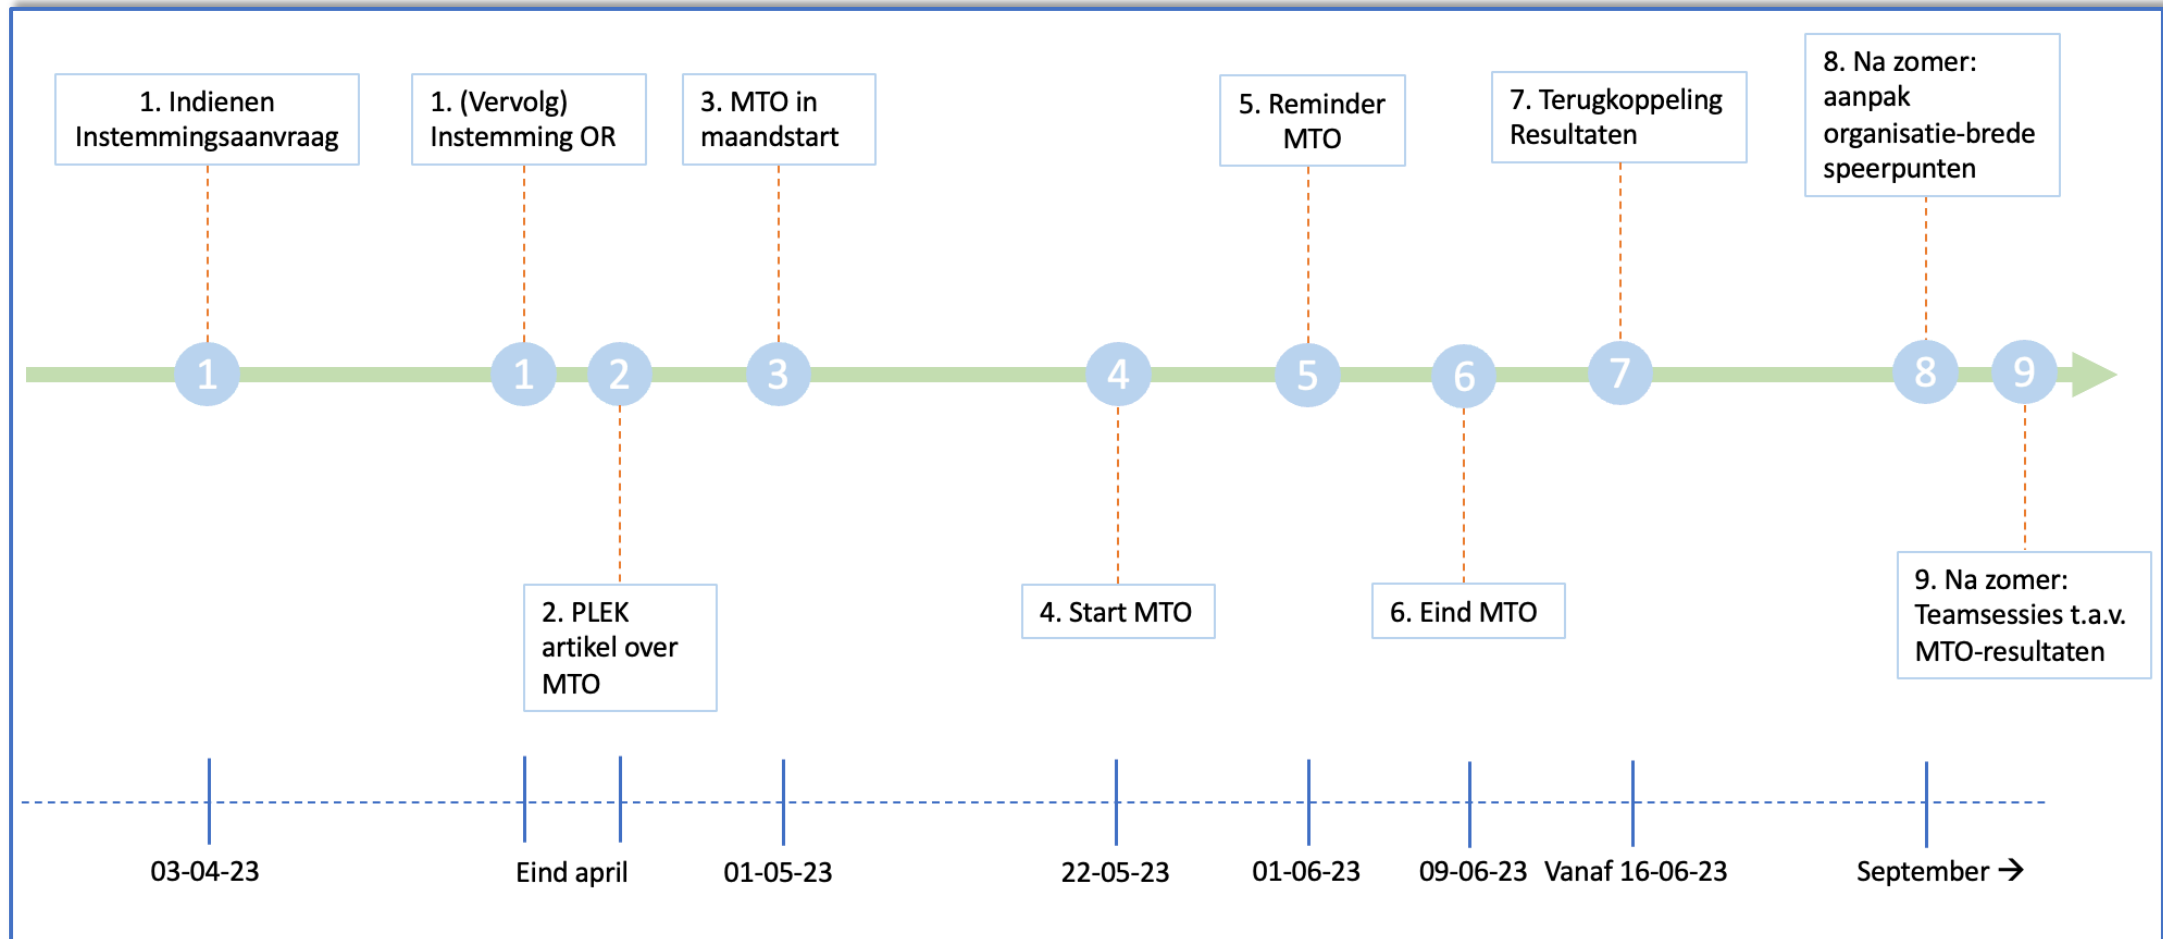 1. Indienen
Instemmingsaanvraag
1. (Vervolg)
Instemming OR
3. MTO in
maandstart
5. Reminder
MTO
7. Terugkoppeling
Resultaten
8. Na zomer:
aanpak
organisatie-brede
speerpunten
1
1
2
3
4
5
6
7
8
9
2. PLEK
artikel over
MTO
4. Start MTO
6. Eind MTO
9. Na zomer:
Teamsessies t.a.v.
MTO-resultaten
03-04-23
Eind april
01-05-23
22-05-23
01-06-23
09-06-23
Vanaf 16-06-23
September →